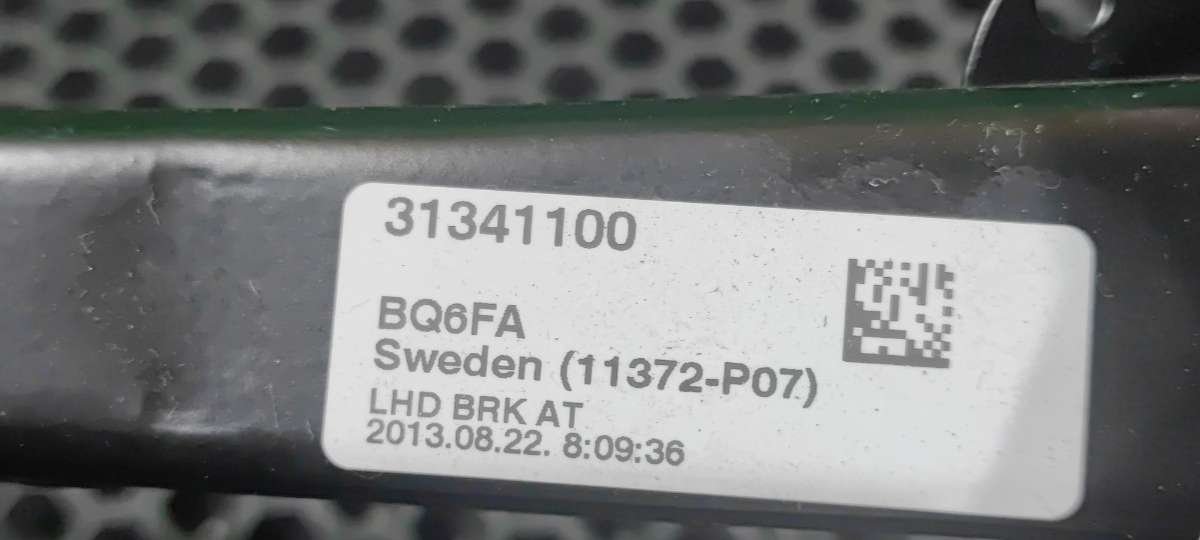 31341100
BQ6FA
Sweden (11372-P07)
LHD BRK AT
2013.08.22. 8:09:36